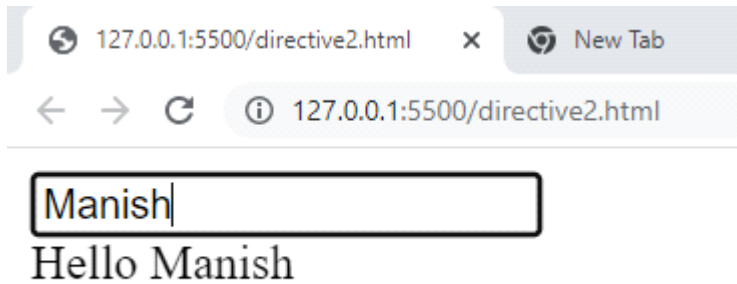 127.0.0.1:5500/directive2.html New Tab
127.0.0.1:5500/directive2.html
Manish
Hello Manish